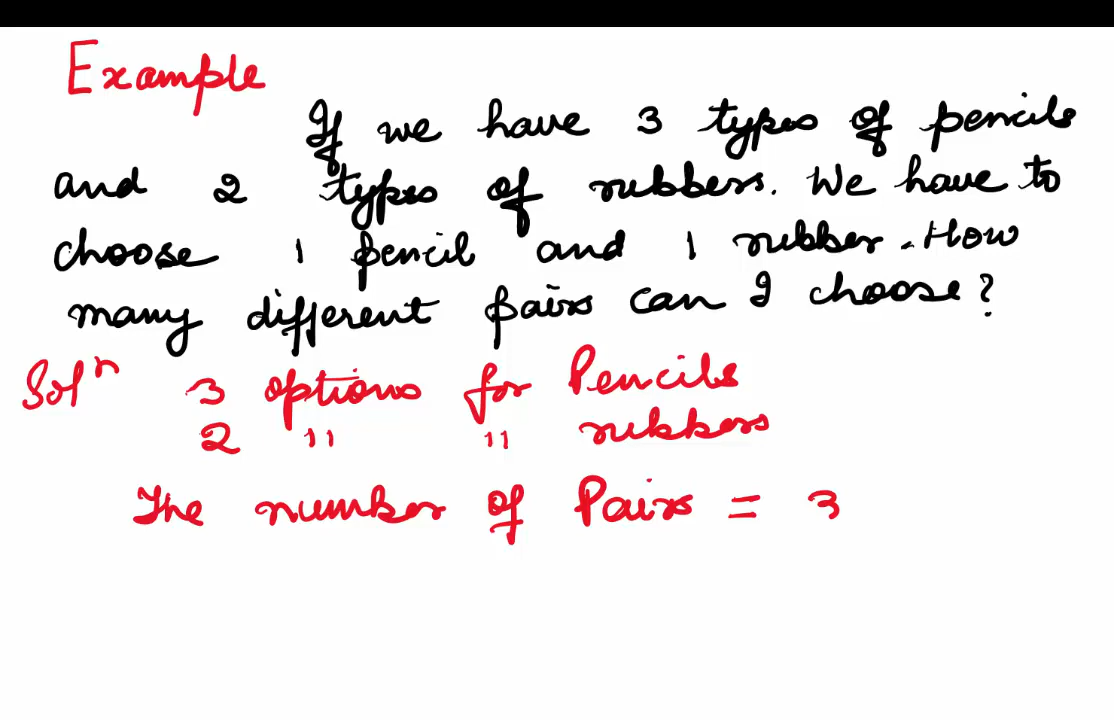 Example
If we have 3 types of pencils
and 2 types of rubbers. We have to
choose 1 pencil and 1 rubber. How
many different pairs can I choose?
Solⁿ 3 options for Pencils
2 " " rubbers
The number of Pairs = 3